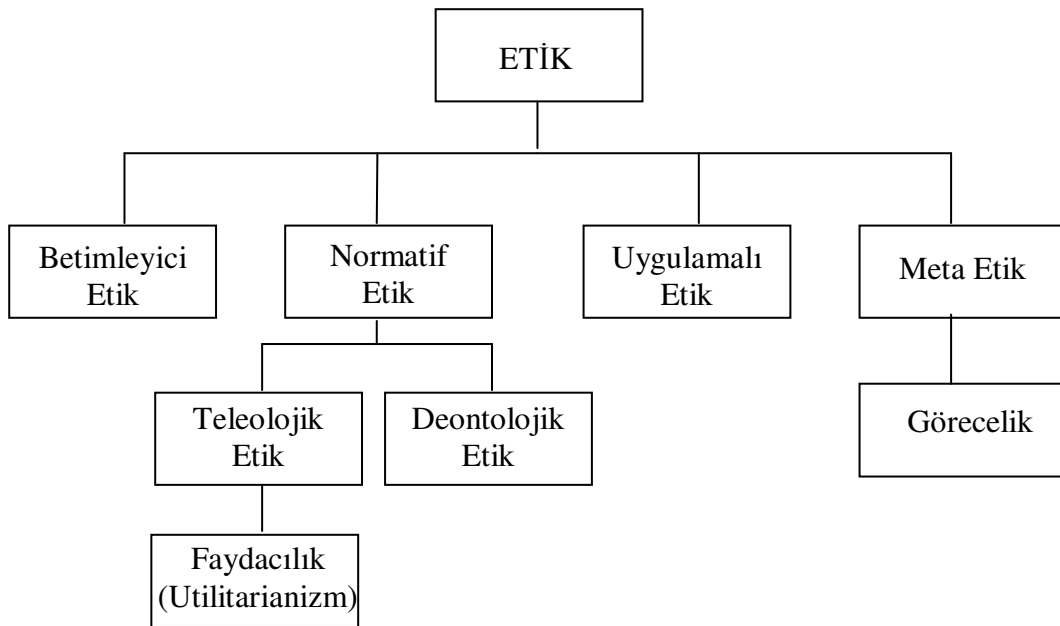 ETİK
Betimleyici
Etik
Normatif
Etik
Uygulamalı
Etik
Meta Etik
Teleolojik
Etik
Deontolojik
Etik
Görecelik
Faydacılık
(Utilitarianizm)